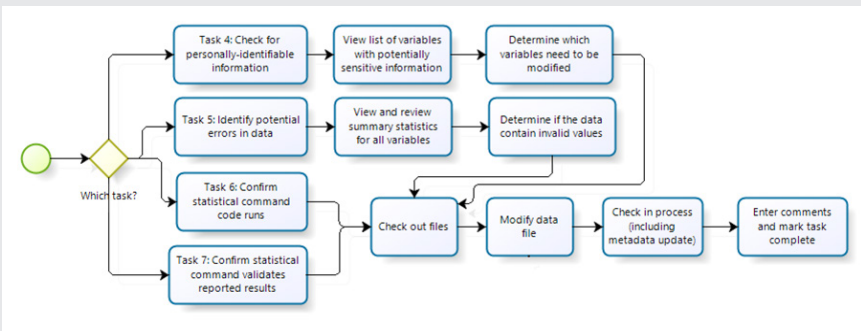 Task 4: Check for
personally-identifiable
information
View list of variables
with potentially
sensitive information
Determine which
variables need to be
modified
Task 5: Identify potential
errors in data
View and review
summary statistics
for all variables
Determine if the data
contain invalid values
Which task?
Task 6: Confirm
statistical command
code runs
Task 7: Confirm statistical
command validates
reported results
Check out files
Modify data
file
Check in process
(including
metadata update)
Enter comments
and mark task
complete